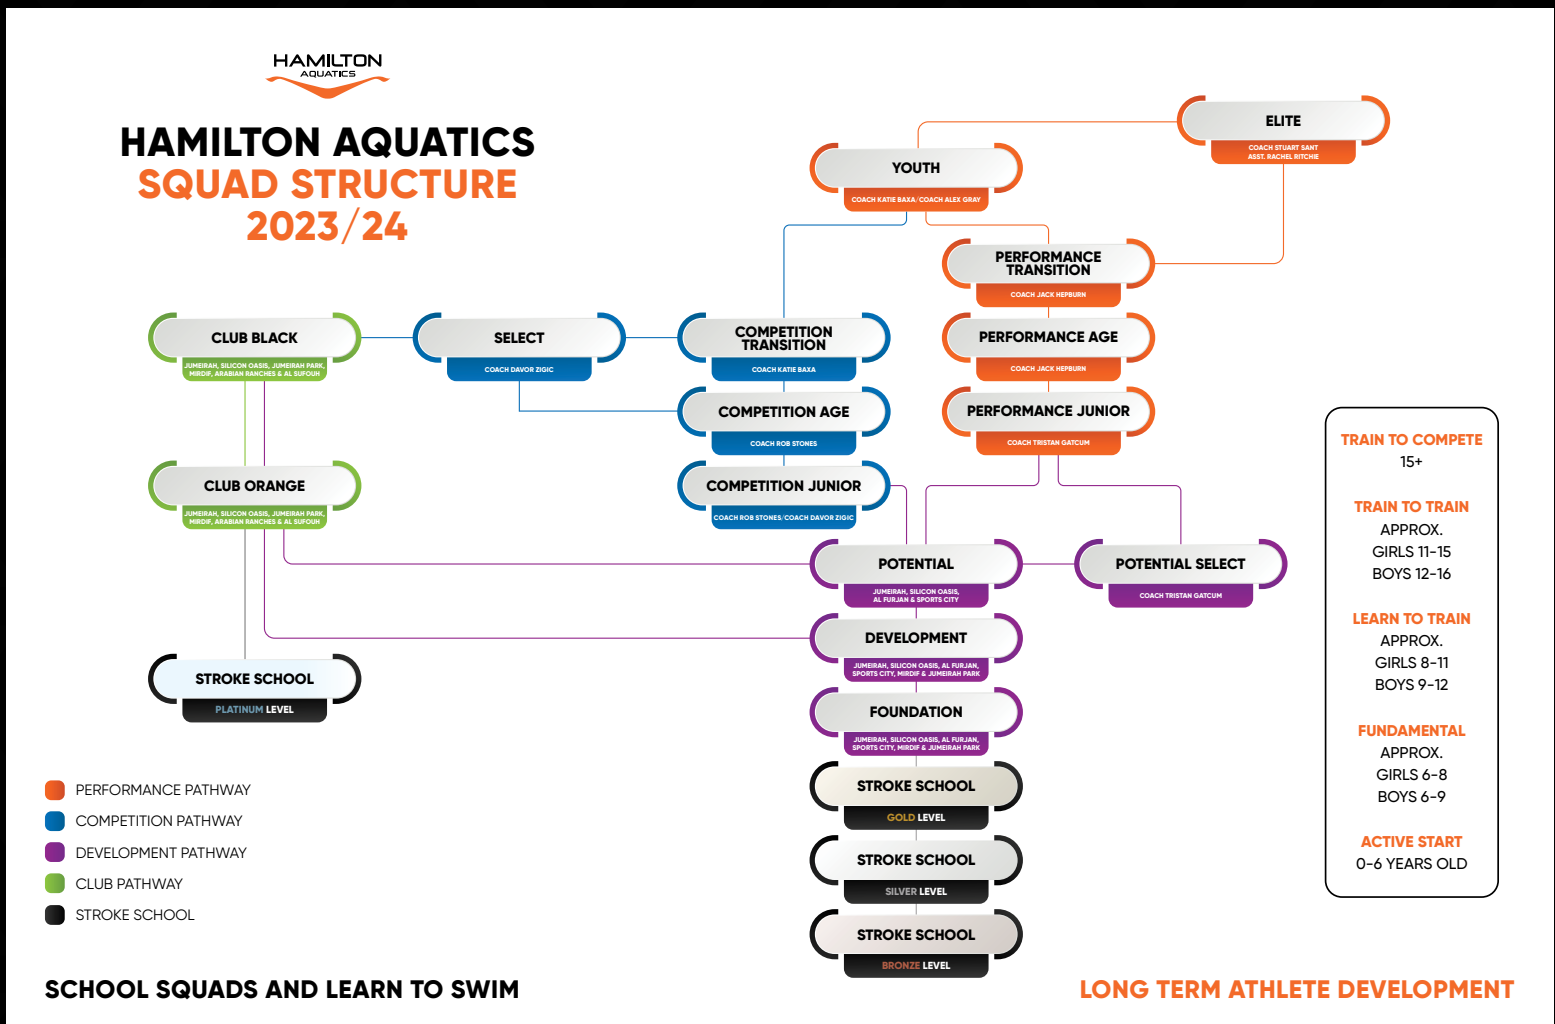 HAMILTON
AQUATICS
HAMILTON AQUATICS
SQUAD STRUCTURE
2023/24
ELITE
COACH STUART SANT
ASST. RACHEL RITCHIE
YOUTH
COACH KATIE BAXA/COACH ALEX GRAY
PERFORMANCE
TRANSITION
COACH JACK HEPBURN
CLUB BLACK
JUMEIRAH, SILICON OASIS, JUMEIRAH PARK,
MIRDIF, ARABIAN RANCHES & AL SUFOUH
SELECT
COACH DAVOR ZIGIC
COMPETITION
TRANSITION
COACH KATIE BAXA
PERFORMANCE AGE
COACH JACK HEPBURN
COMPETITION AGE
COACH ROB STONES
PERFORMANCE JUNIOR
COACH TRISTAN GATCUM
CLUB ORANGE
JUMEIRAH, SILICON OASIS, JUMEIRAH PARK,
MIRDIF, ARABIAN RANCHES & AL SUFOUH
COMPETITION JUNIOR
COACH ROB STONES/COACH DAVOR ZIGIC
POTENTIAL
JUMEIRAH, SILICON OASIS,
AL FURJAN & SPORTS CITY
POTENTIAL SELECT
COACH TRISTAN GATCUM
DEVELOPMENT
JUMEIRAH, SILICON OASIS, AL FURJAN,
SPORTS CITY, MIRDIF & JUMEIRAH PARK
STROKE SCHOOL
PLATINUM LEVEL
FOUNDATION
JUMEIRAH, SILICON OASIS, AL FURJAN,
SPORTS CITY, MIRDIF & JUMEIRAH PARK
STROKE SCHOOL
GOLD LEVEL
STROKE SCHOOL
SILVER LEVEL
STROKE SCHOOL
BRONZE LEVEL
TRAIN TO COMPETE
15+
TRAIN TO TRAIN
APPROX.
GIRLS 11-15
BOYS 12-16
LEARN TO TRAIN
APPROX.
GIRLS 8-11
BOYS 9-12
FUNDAMENTAL
APPROX.
GIRLS 6-8
BOYS 6-9
ACTIVE START
0-6 YEARS OLD
PERFORMANCE PATHWAY
COMPETITION PATHWAY
DEVELOPMENT PATHWAY
CLUB PATHWAY
STROKE SCHOOL
SCHOOL SQUADS AND LEARN TO SWIM
LONG TERM ATHLETE DEVELOPMENT